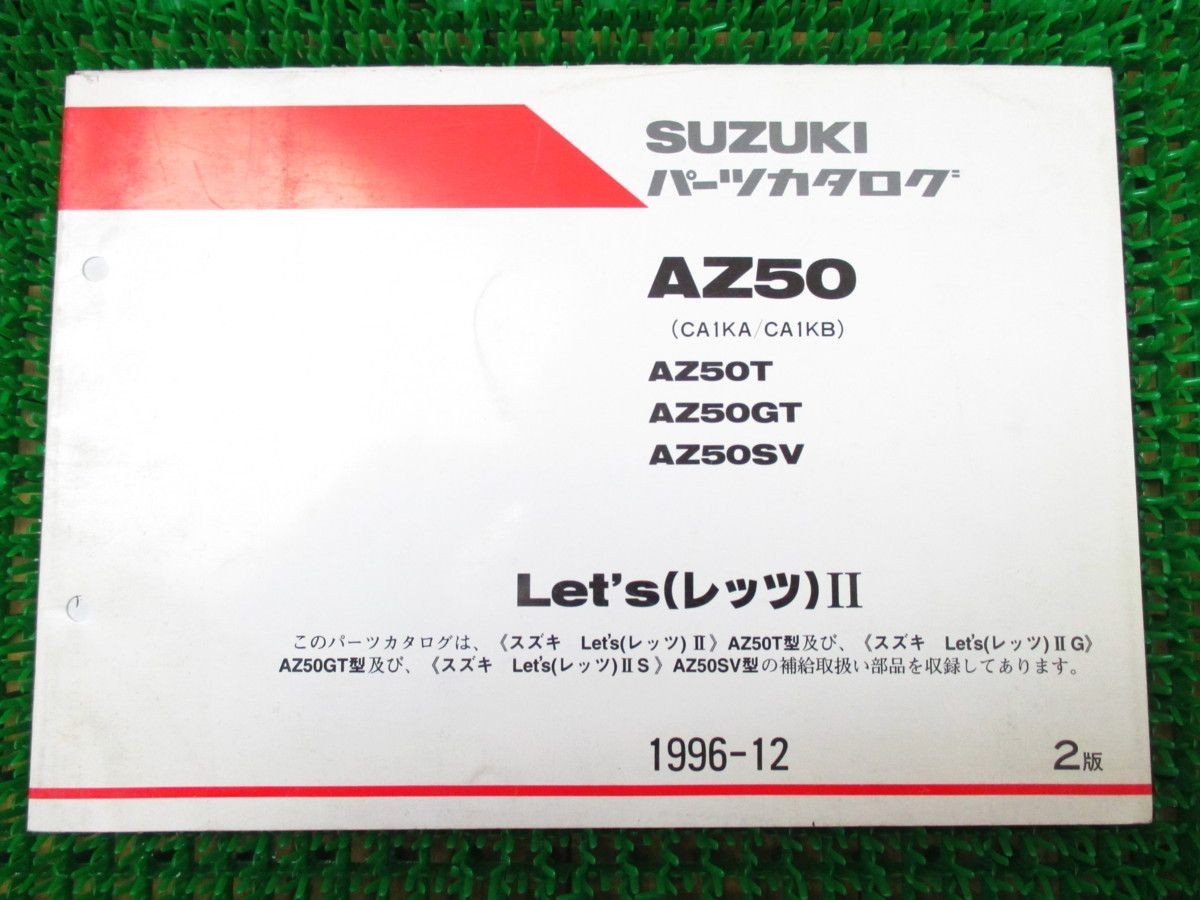 SUZUKI
パーツカタログ
AZ50
(CA1KA/CA1KB)
AZ50T
AZ50GT
AZ50SV
Let's(レッツ)II
このパーツカタログは、《スズキ Let's(レッツ) II》AZ50T型及び、《スズキ Let's(レッツ) II G》
AZ50GT型及び、《スズキ Let's(レッツ) II S》AZ50SV型の補給取扱い部品を収録してあります。
1996-12 2版